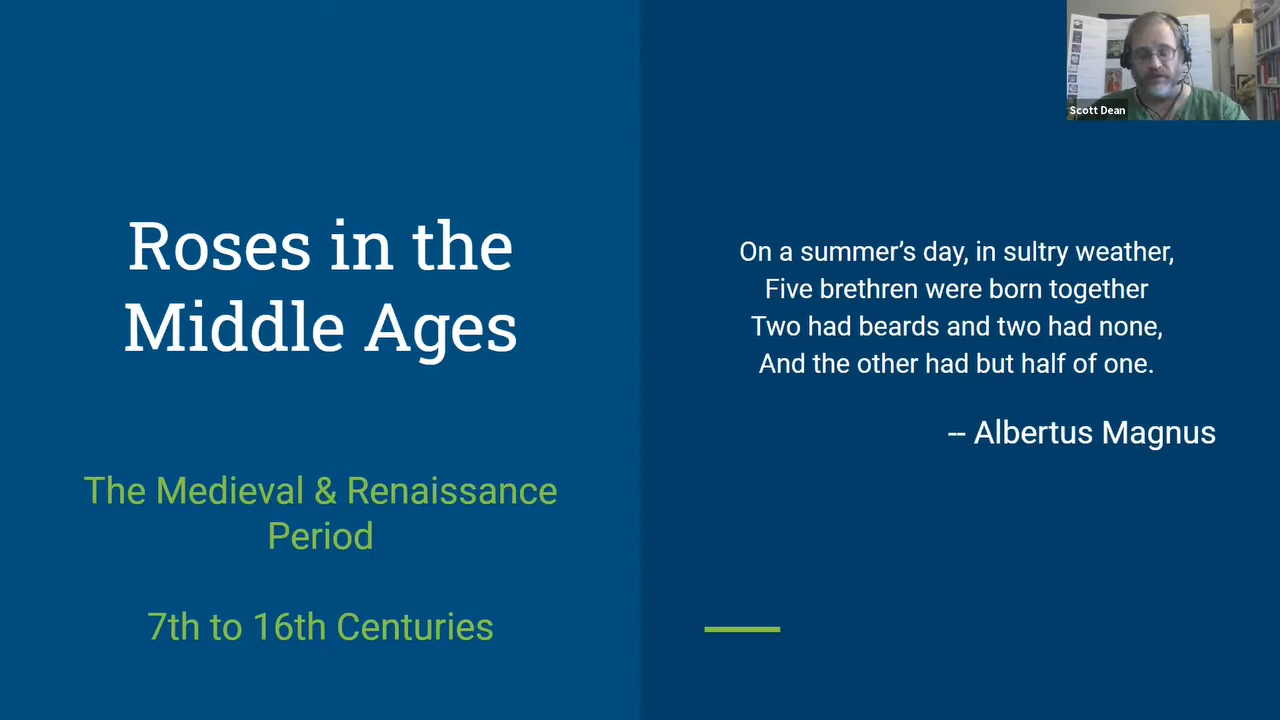 Scott Dean
Roses in the
Middle Ages
The Medieval & Renaissance
Period
7th to 16th Centuries
On a summer’s day, in sultry weather,
Five brethren were born together
Two had beards and two had none,
And the other had but half of one.
-- Albertus Magnus